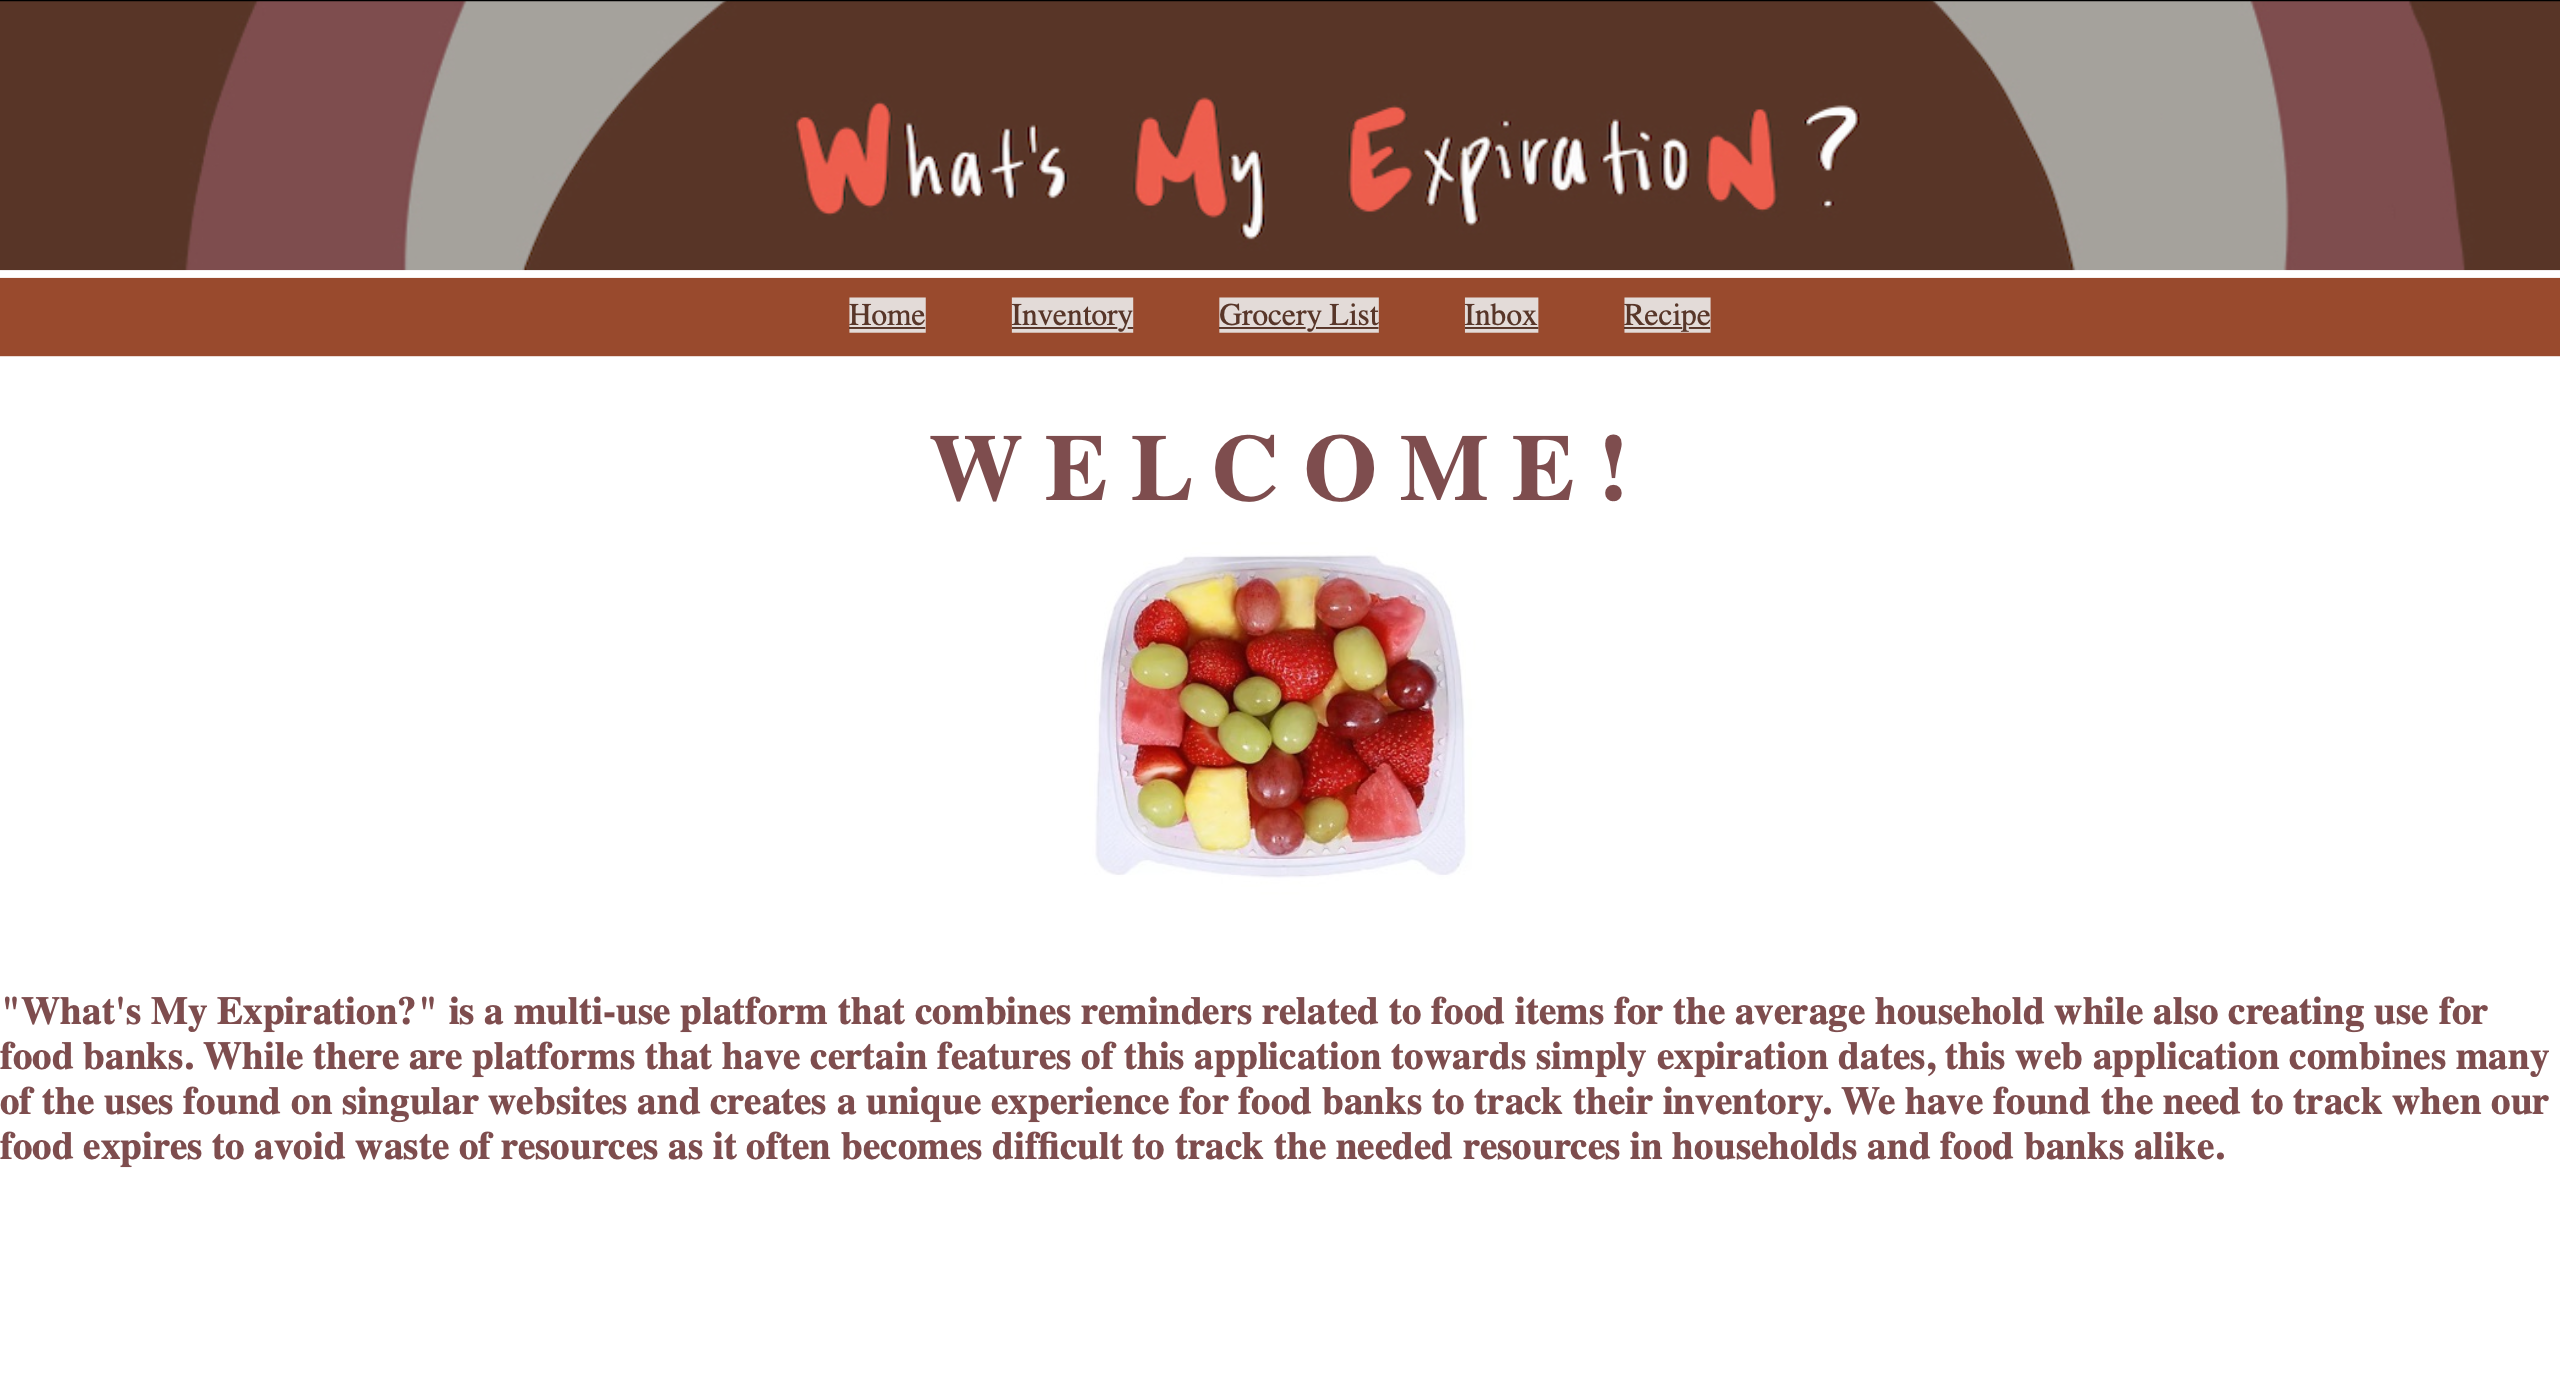 What's My ExpiratioN?
Home Inventory Grocery List Inbox Recipe
WELCOME!
"What's My Expiration?" is a multi-use platform that combines reminders related to food items for the average household while also creating use for
food banks. While there are platforms that have certain features of this application towards simply expiration dates, this web application combines many
of the uses found on singular websites and creates a unique experience for food banks to track their inventory. We have found the need to track when our
food expires to avoid waste of resources as it often becomes difficult to track the needed resources in households and food banks alike.